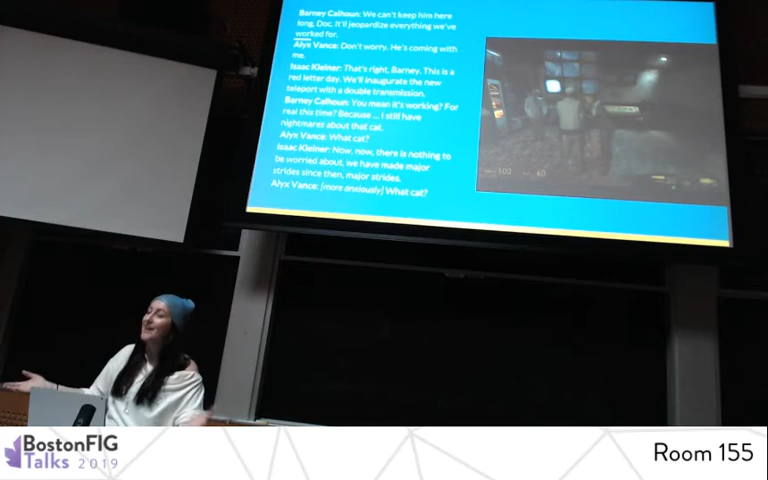 Barney Calhoun: We can't keep him here
long, Doc. It'll jeopardize everything we've
worked for.
Alyx Vance: Don't worry. He's coming with
me.
Isaac Kleiner: That's right, Barney. This is a
red letter day. We'll inaugurate the new
teleport with a double transmission.
Barney Calhoun: You mean it's working? For
real this time? Because ... I still have
nightmares about that cat.
Alyx Vance: What cat?
Isaac Kleiner: Now, now, there is nothing to
be worried about, we have made major
strides since then, major strides.
Alyx Vance: [more anxiously] What cat?
100 60
BostonFIG
Talks 2019
Room 155